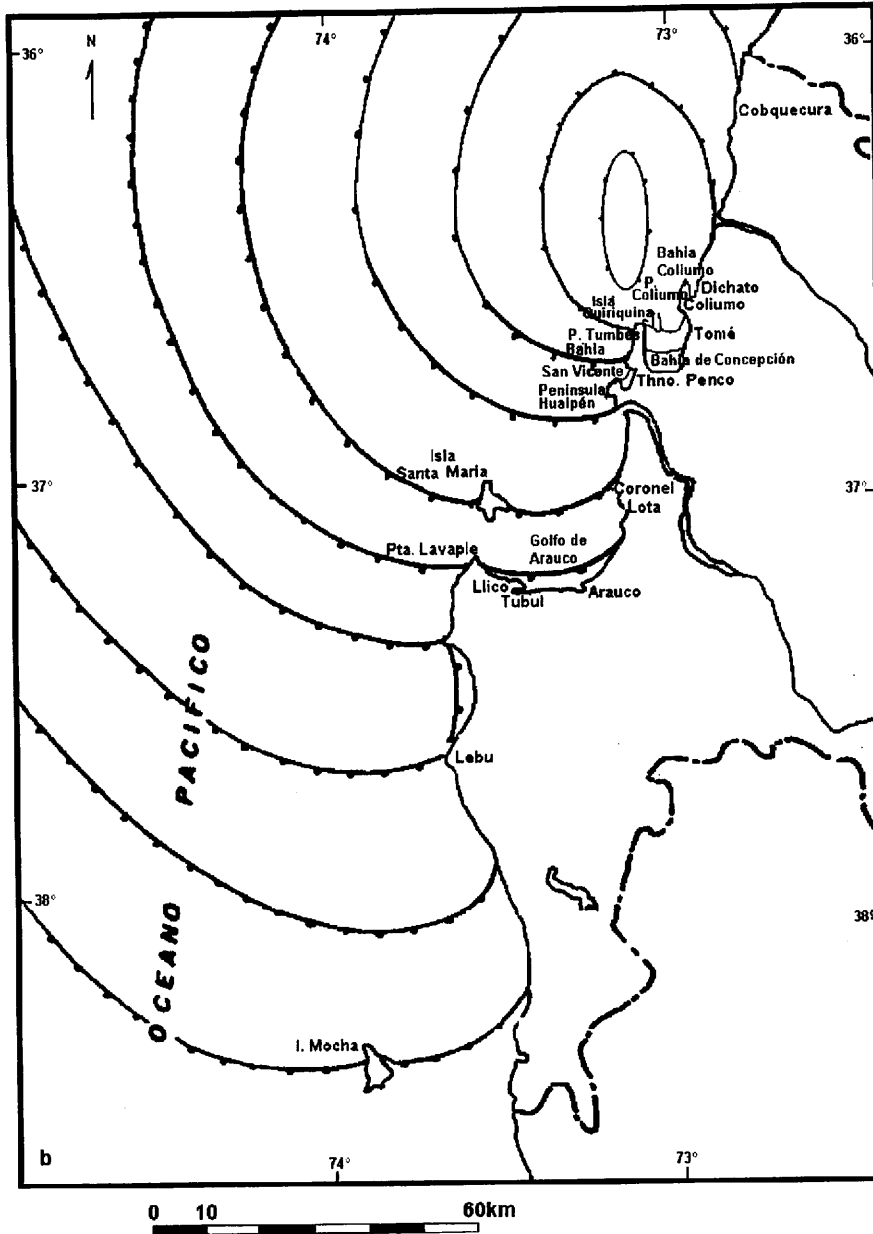 74°
73°
36°
36°
N
Cobquecura
Bahia
Coliumo
P.
Coliumo
Dichato
Coliumo
Isla
Quiriquina
P. Tumbes
Tomé
Bahia
San Vicente
Bahia de Concepción
Thno. Penco
Peninsula
Hualpén
Isla
Santa Maria
37°
37°
Coronel
Lota
Golfo de
Arauco
Pta. Lavapie
Llico
Tubul
Arauco
PACIFICO
Lebu
38°
38º
OCEANO
I. Mocha
b
74°
73°
0 10 60km